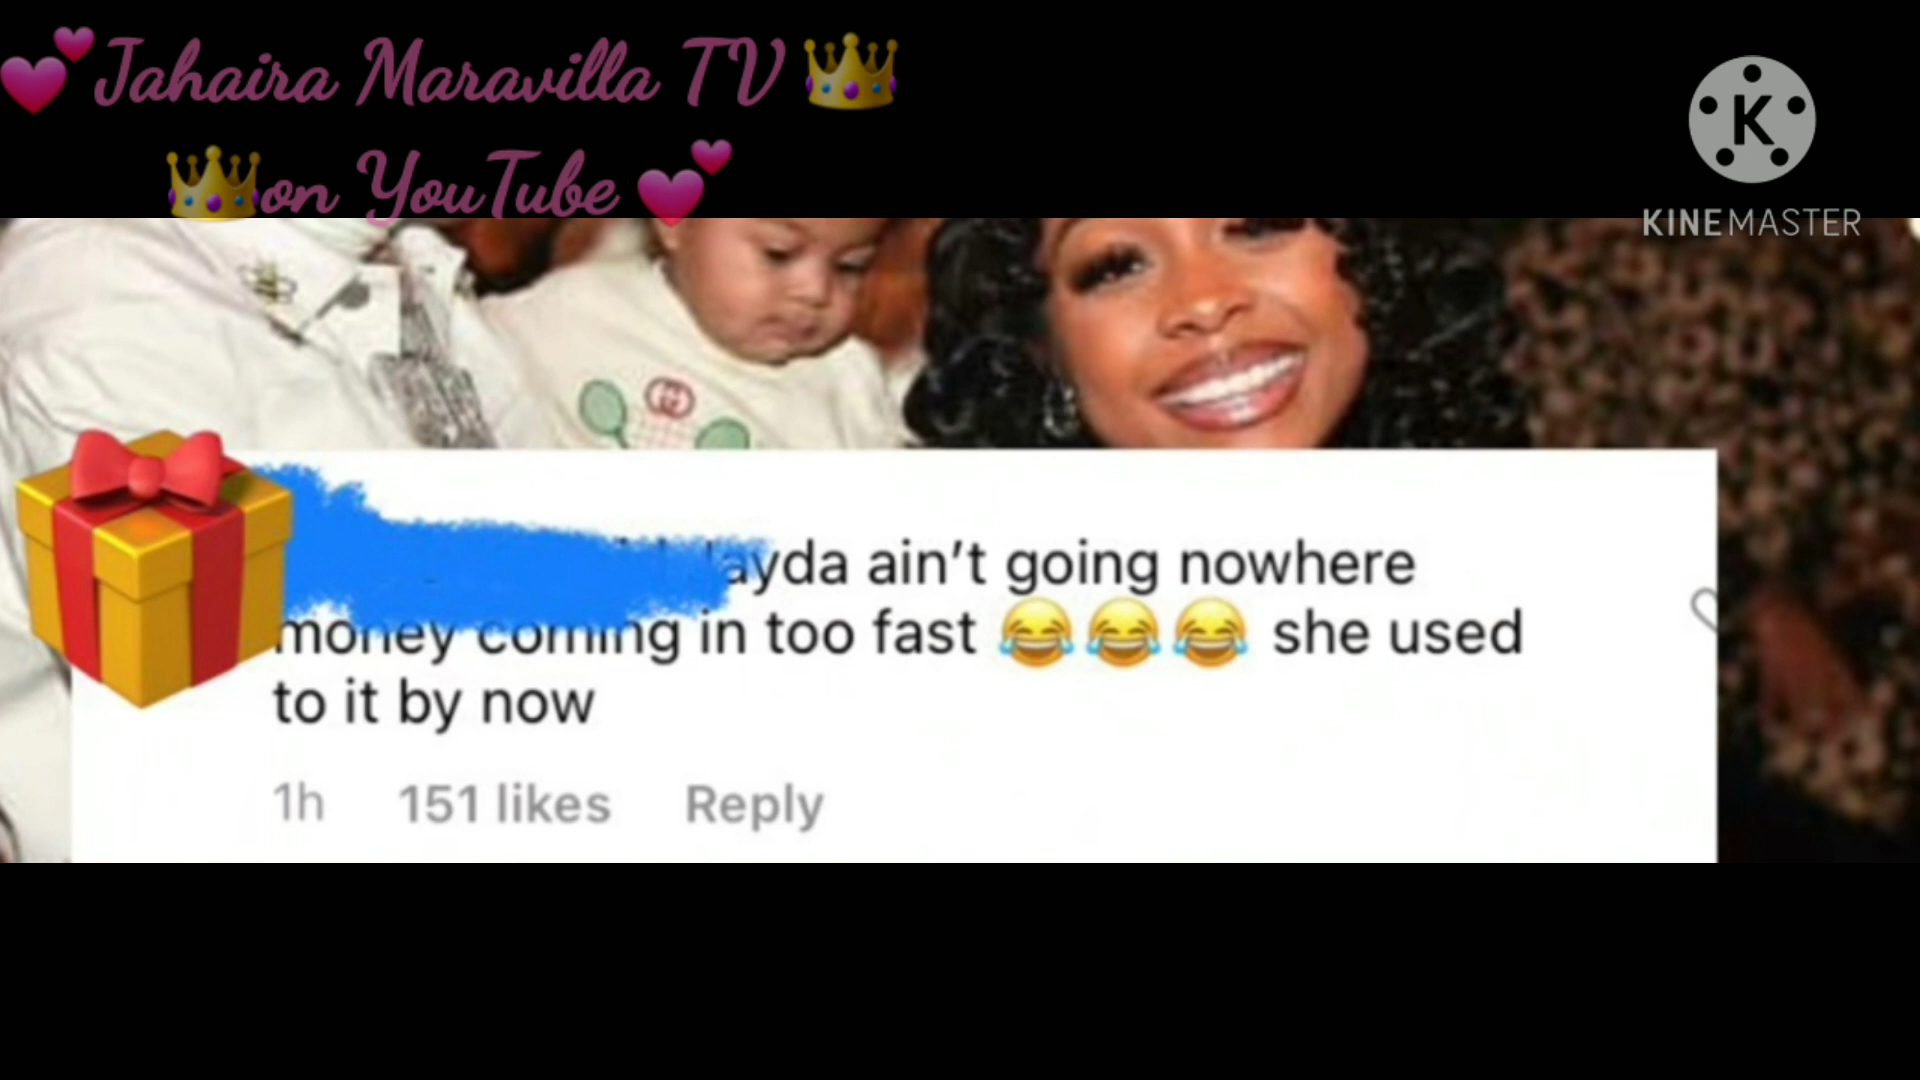 💕Jahaira Maravilla TV 👑
👑on YouTube 💕
K
KINEMASTER
ayda ain't going nowhere
money coming in too fast 😂😂😂 she used
to it by now
1h 151 likes Reply